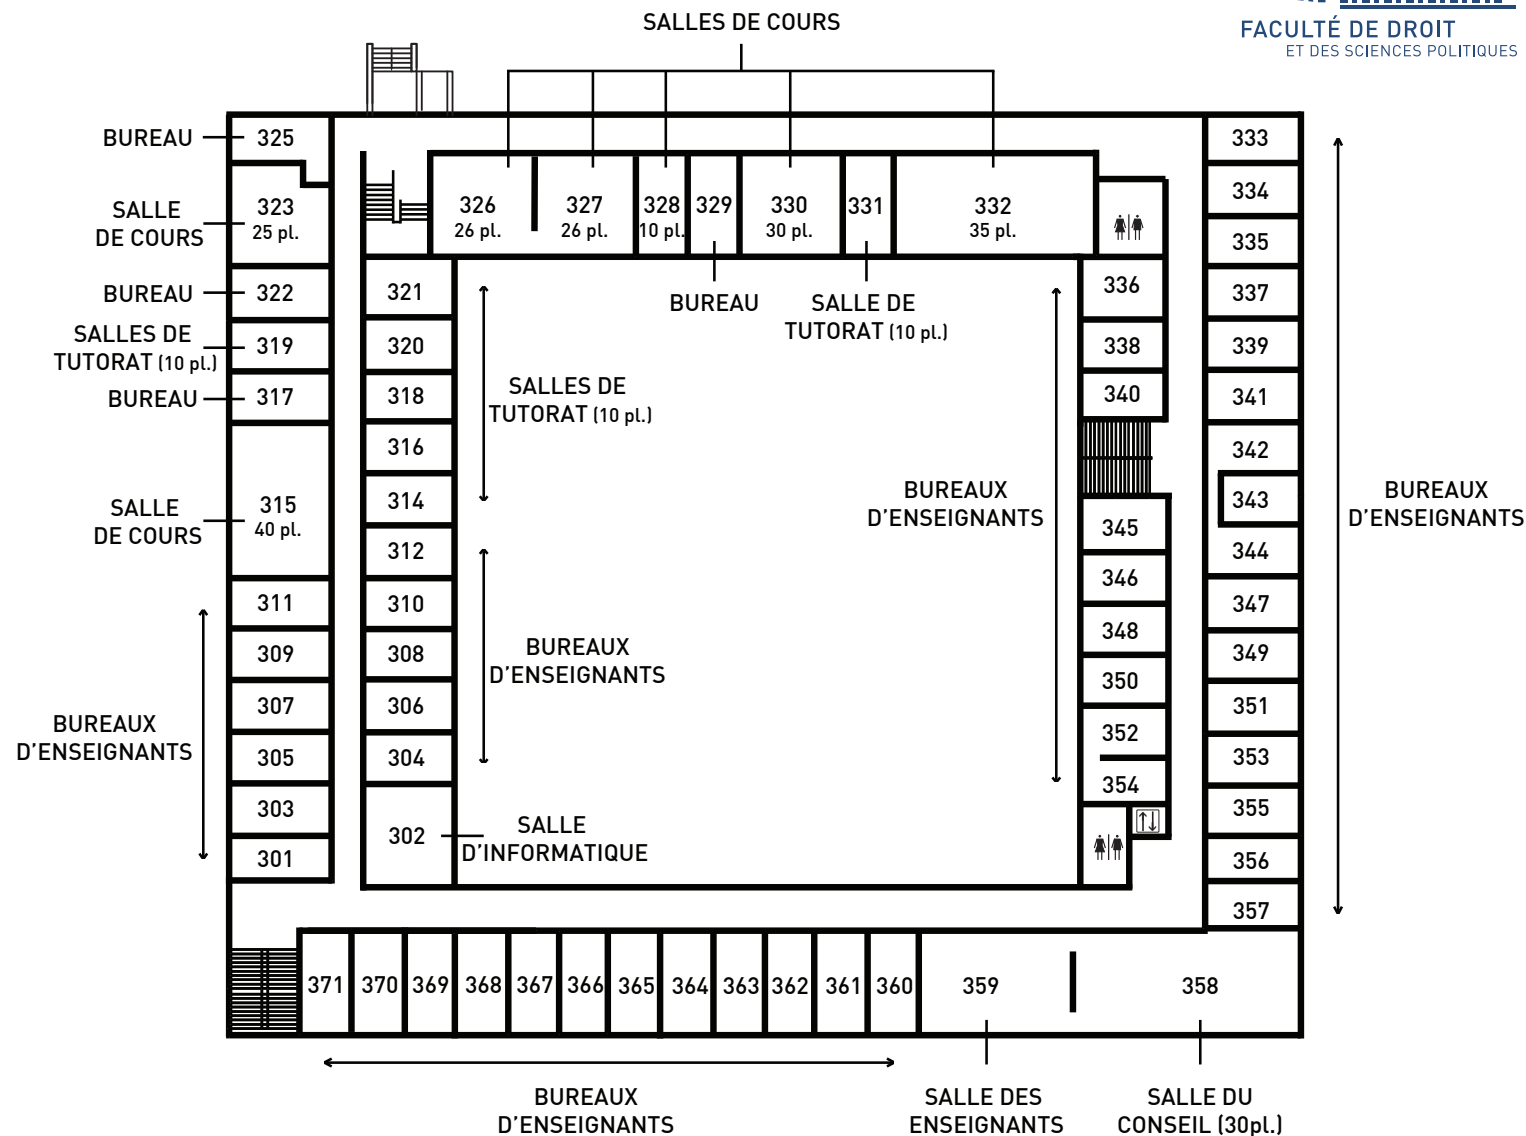 SALLES DE COURS
FACULTÉ DE DROIT
ET DES SCIENCES POLITIQUES
BUREAU
325
333
334
SALLE
DE COURS
323
25 pl.
326
26 pl.
327
26 pl.
328
10 pl.
329
330
30 pl.
331
332
35 pl.
335
BUREAU
322
321
BUREAU
SALLE DE
TUTORAT (10 pl.)
336
337
SALLES DE
TUTORAT (10 pl.)
319
320
338
339
BUREAU
317
318
SALLES DE
TUTORAT (10 pl.)
340
341
316
342
SALLE
DE COURS
315
40 pl.
314
BUREAUX
D'ENSEIGNANTS
343
BUREAUX
D'ENSEIGNANTS
312
345
344
346
311
310
347
348
309
308
BUREAUX
D'ENSEIGNANTS
349
350
BUREAUX
D'ENSEIGNANTS
307
306
351
352
305
304
353
354
303
355
302
SALLE
D'INFORMATIQUE
301
356
357
371
370
369
368
367
366
365
364
363
362
361
360
359
358
BUREAUX
D'ENSEIGNANTS
SALLE DES
ENSEIGNANTS
SALLE DU
CONSEIL (30pl.)